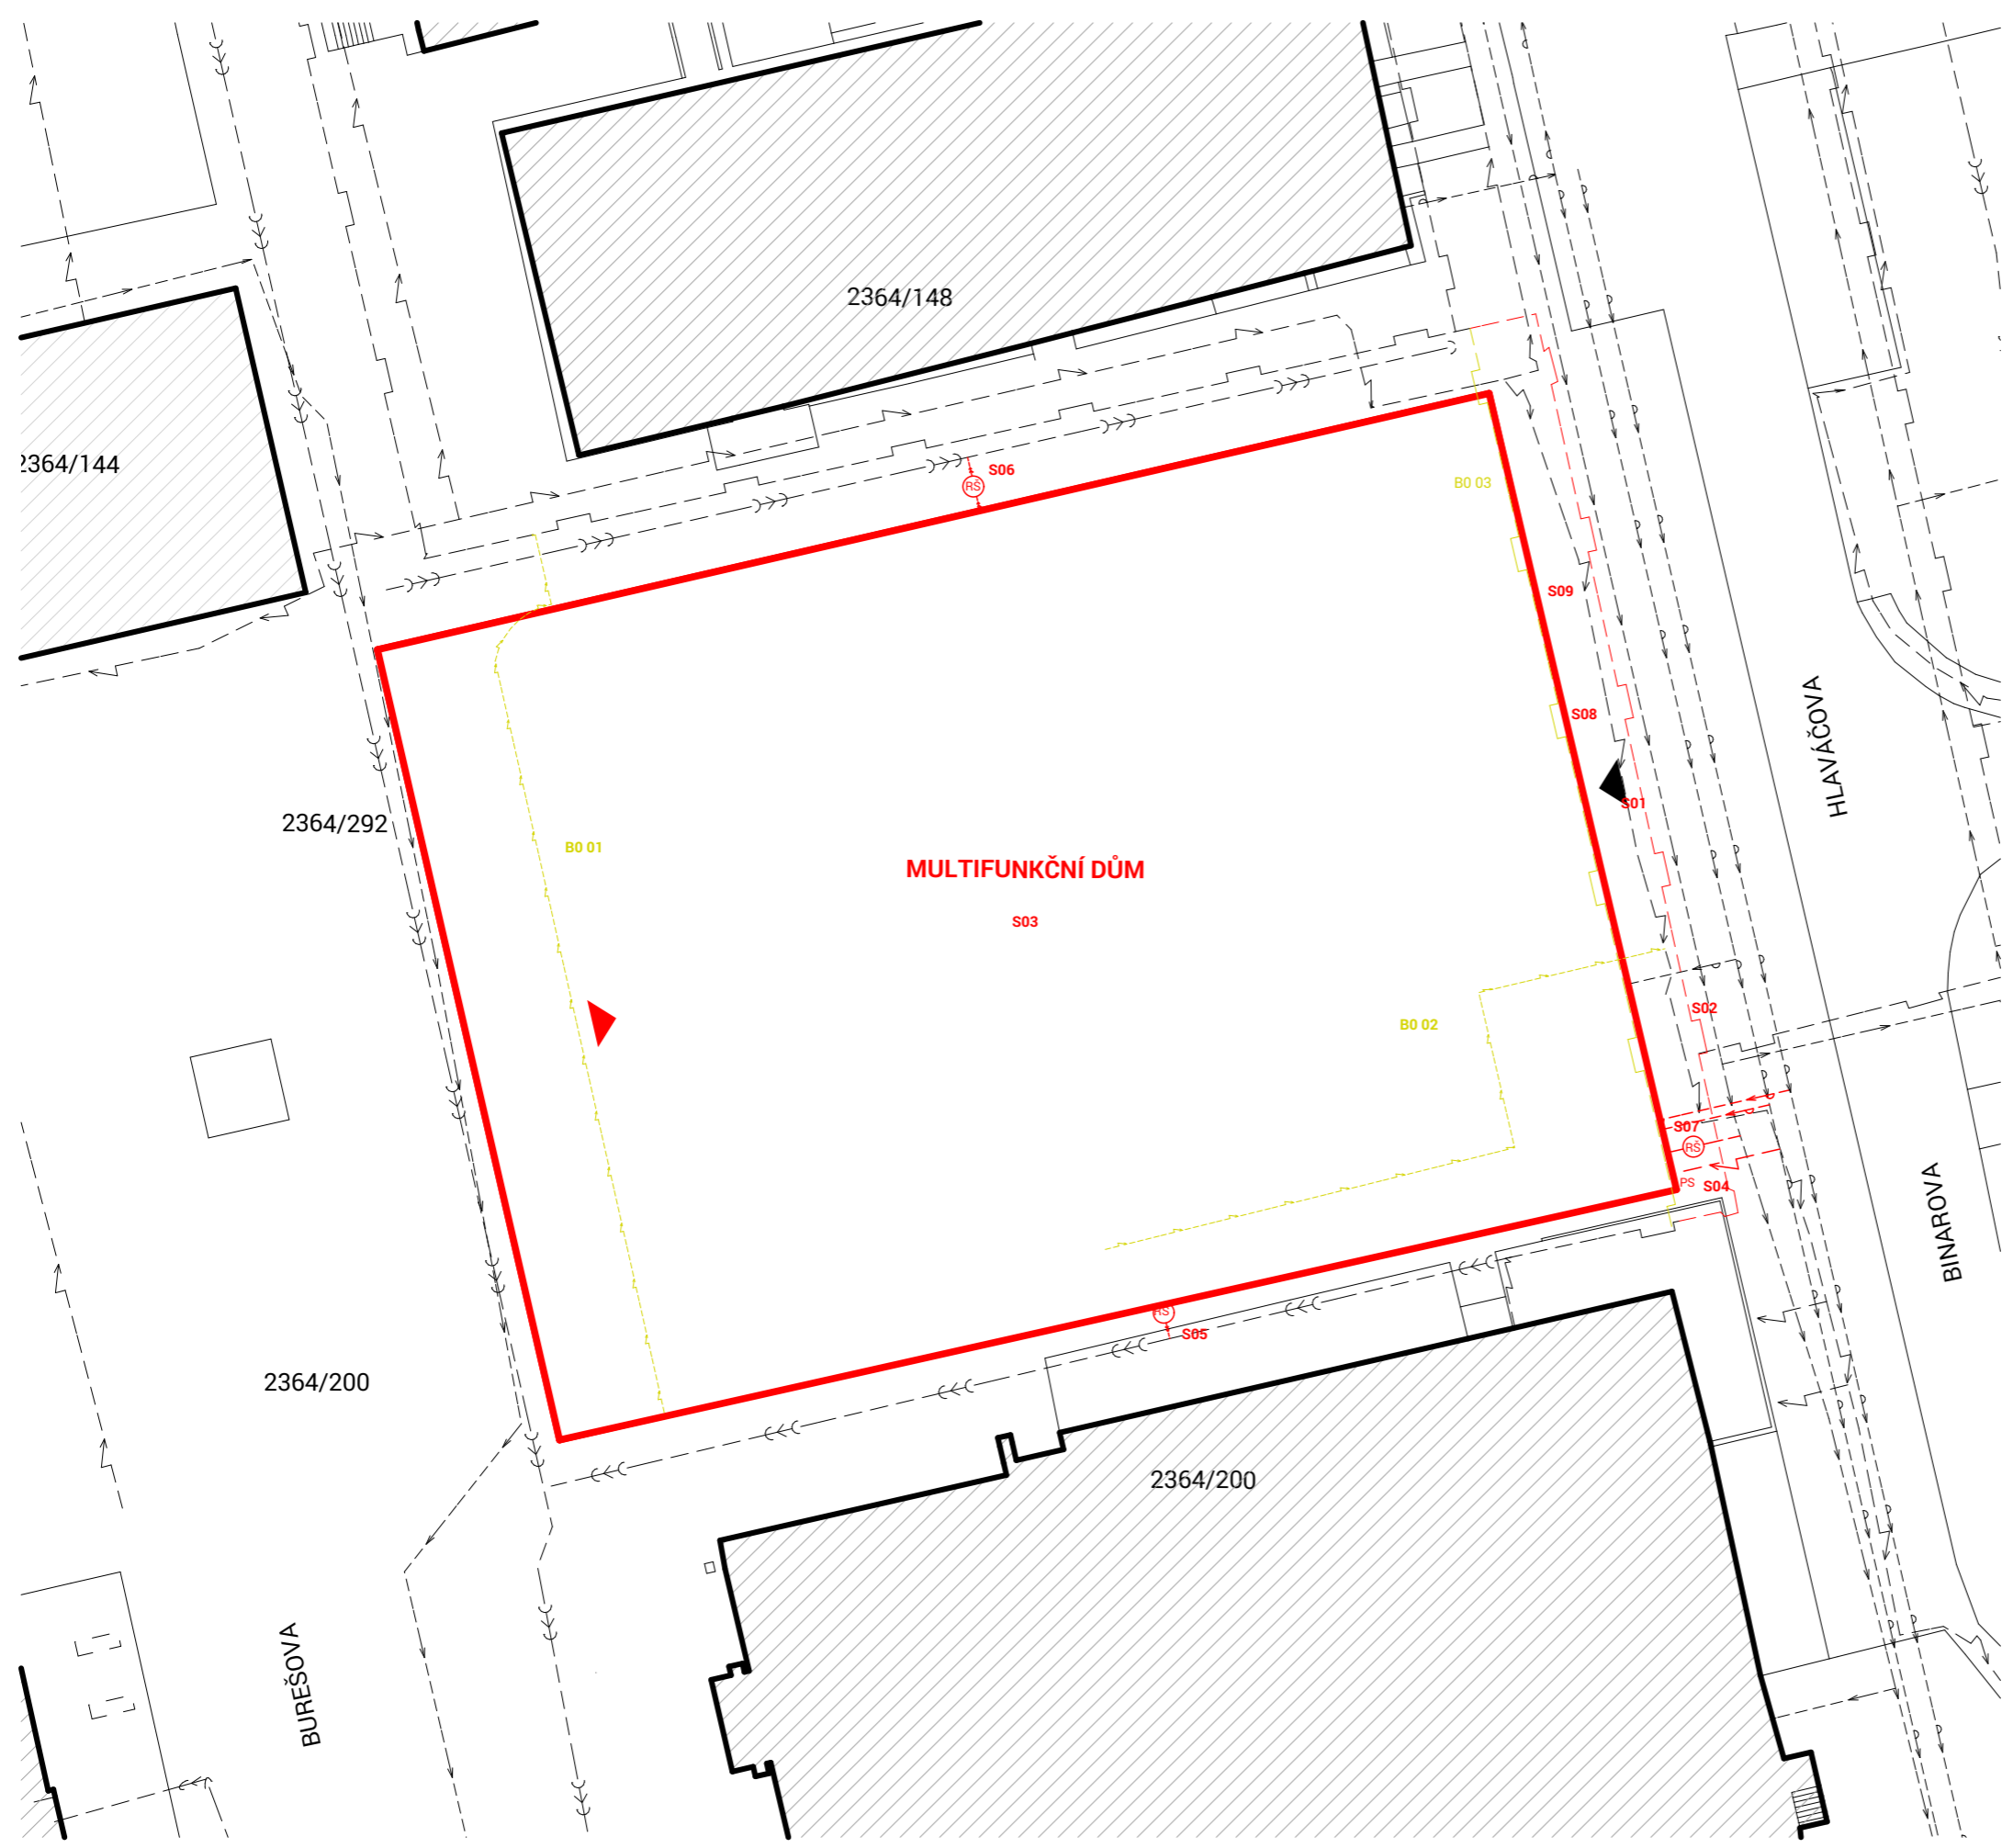 2364/148
2364/144
S06
RŠ
B0 03
S09
HLAVÁČOVA
S08
S01
2364/292
B0 01
MULTIFUNKČNÍ DŮM
S03
S02
B0 02
S07
RŠ
PS
S04
BINAROVA
RŠ
S05
2364/200
2364/200
BUREŠOVA